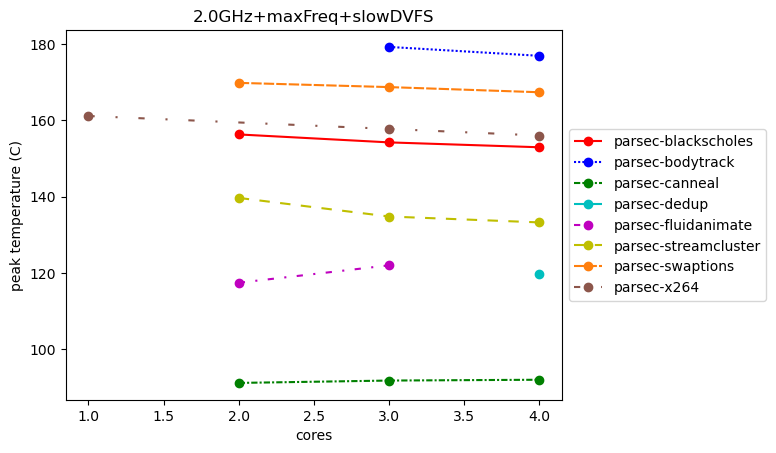 2.0GHz+maxFreq+slowDVFS
peak temperature (C)
180
160
140
120
100
1.0 1.5 2.0 2.5 3.0 3.5 4.0
cores
parsec-blackscholes
parsec-bodytrack
parsec-canneal
parsec-dedup
parsec-fluidanimate
parsec-streamcluster
parsec-swaptions
parsec-x264